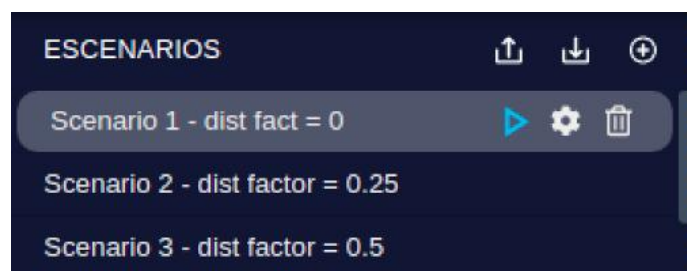 ESCENARIOS
Scenario 1 - dist fact = 0
Scenario 2 - dist factor = 0.25
Scenario 3 - dist factor = 0.5